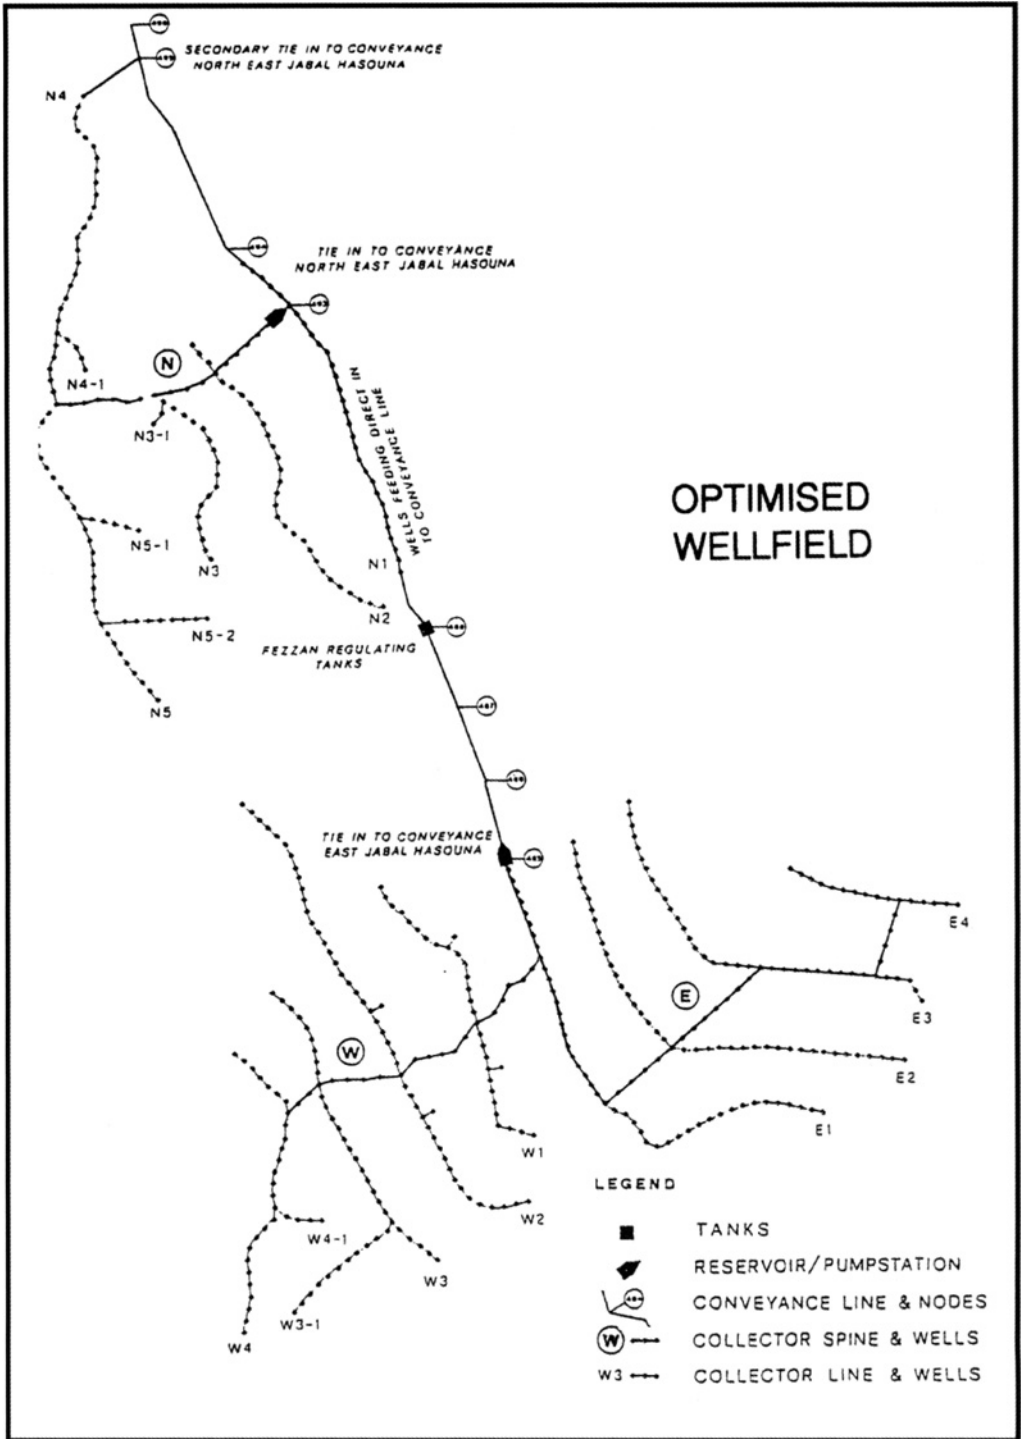 SECONDARY TIE IN TO CONVEYANCE
NORTH EAST JABAL HASOUNA
N4
TIE IN TO CONVEYANCE
NORTH EAST JABAL HASOUNA
N
N4-1
N3-1
WELLS FEEDING DIRECT IN
TO CONVEYANCE LINE
OPTIMISED
WELLFIELD
N5-1
N3
N1
N2
N5-2
FEZZAN REGULATING
TANKS
N5
TIE IN TO CONVEYANCE
EAST JABAL HASOUNA
E4
E
E3
W
E2
E1
W1
W2
W4-1
W3
W3-1
W4
LEGEND
TANKS
RESERVOIR/PUMPSTATION
CONVEYANCE LINE & NODES
W COLLECTOR SPINE & WELLS
W3 COLLECTOR LINE & WELLS